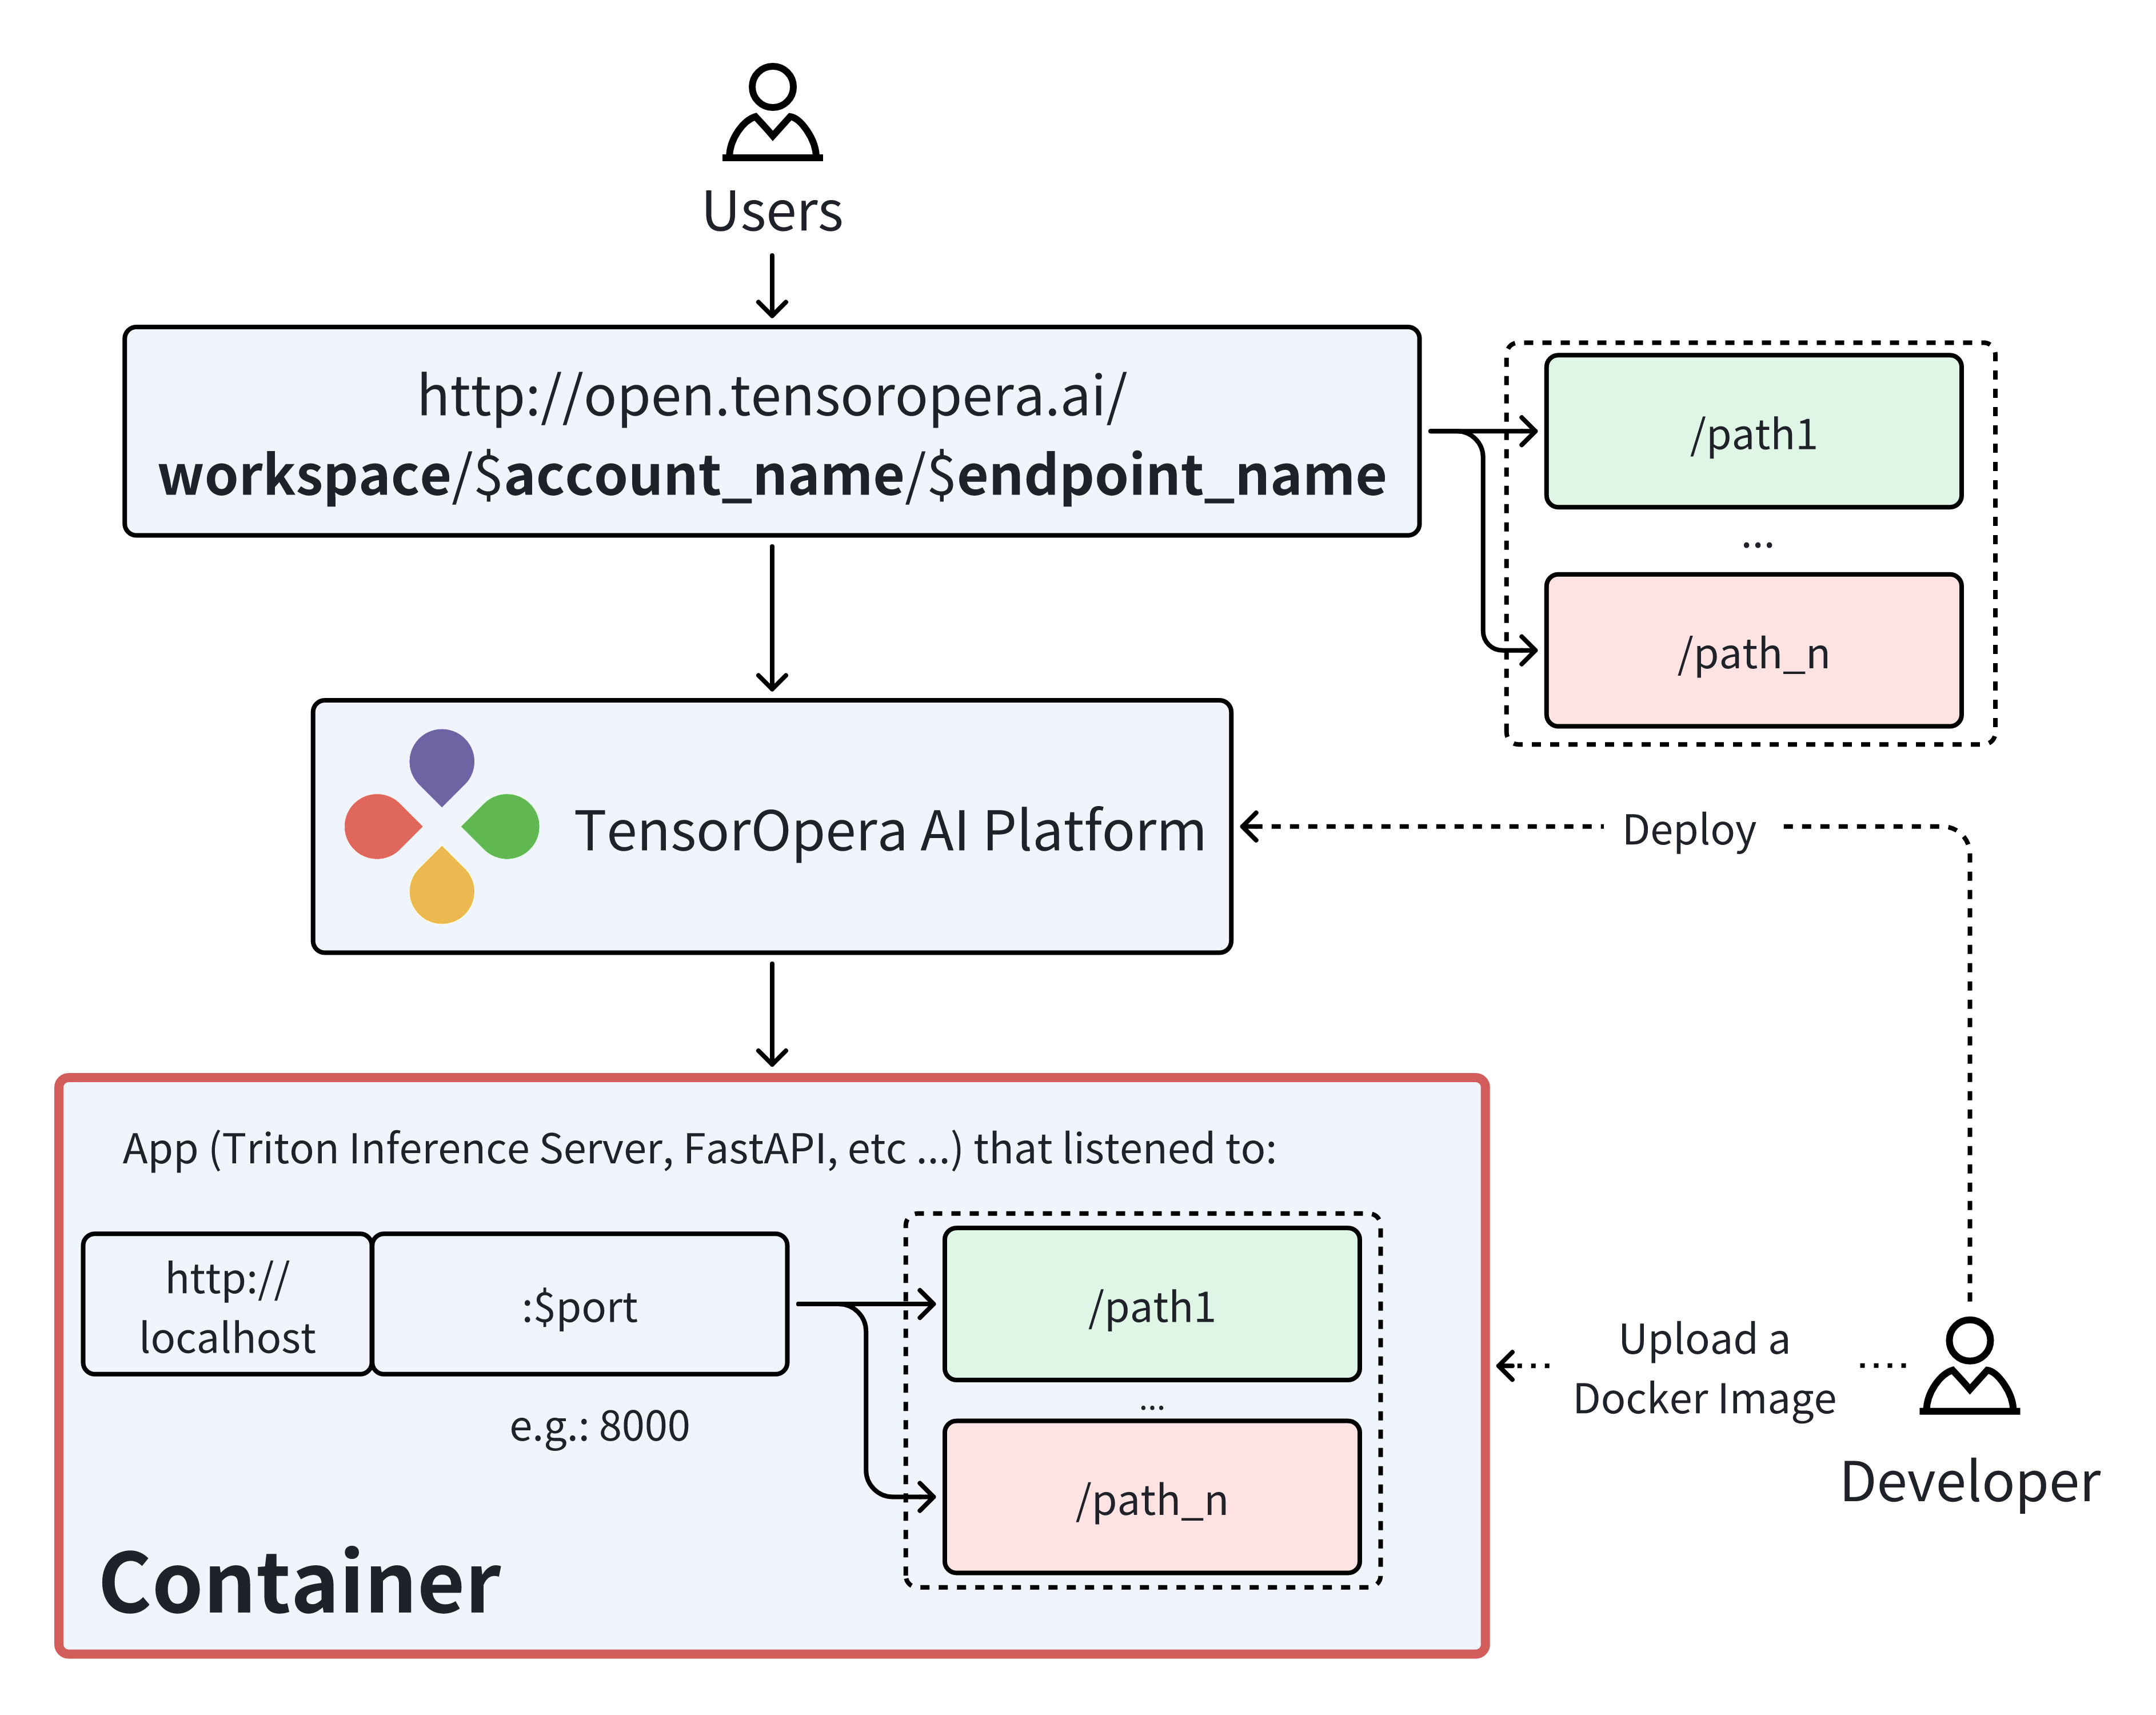 Users
http://open.tensoropera.ai/
workspace/$account_name/$endpoint_name
/path1
...
/path_n
TensorOpera AI Platform
Deploy
App (Triton Inference Server, FastAPI, etc ...) that listened to:
http://
localhost
:$port
e.g.: 8000
/path1
...
/path_n
Container
Upload a
Docker Image
Developer